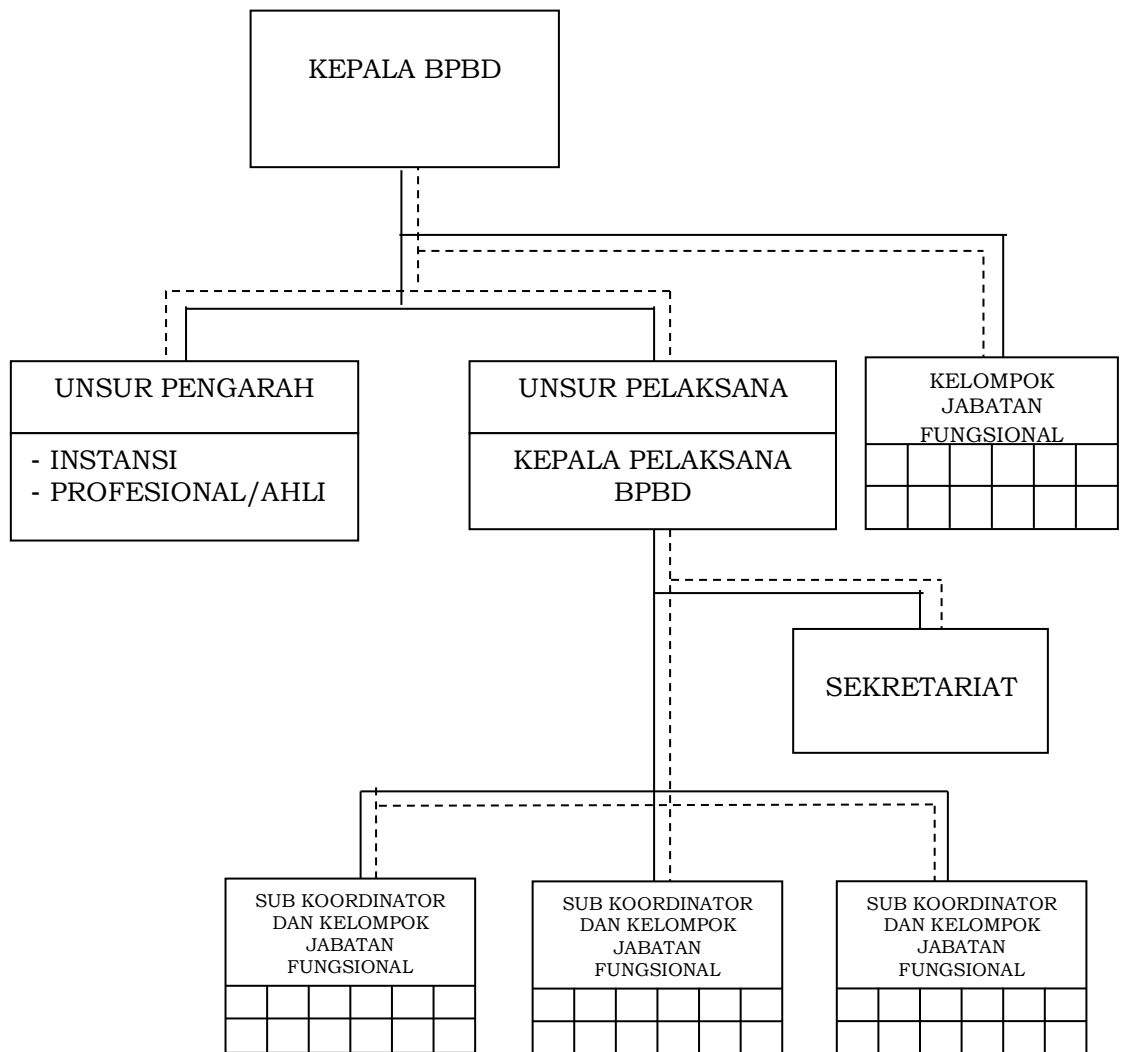 KEPALA BPBD
UNSUR PENGARAH
- INSTANSI
- PROFESIONAL/AHLI
UNSUR PELAKSANA
KEPALA PELAKSANA
BPBD
KELOMPOK
JABATAN
FUNGSIONAL
SEKRETARIAT
SUB KOORDINATOR
DAN KELOMPOK
JABATAN
FUNGSIONAL
SUB KOORDINATOR
DAN KELOMPOK
JABATAN
FUNGSIONAL
SUB KOORDINATOR
DAN KELOMPOK
JABATAN
FUNGSIONAL